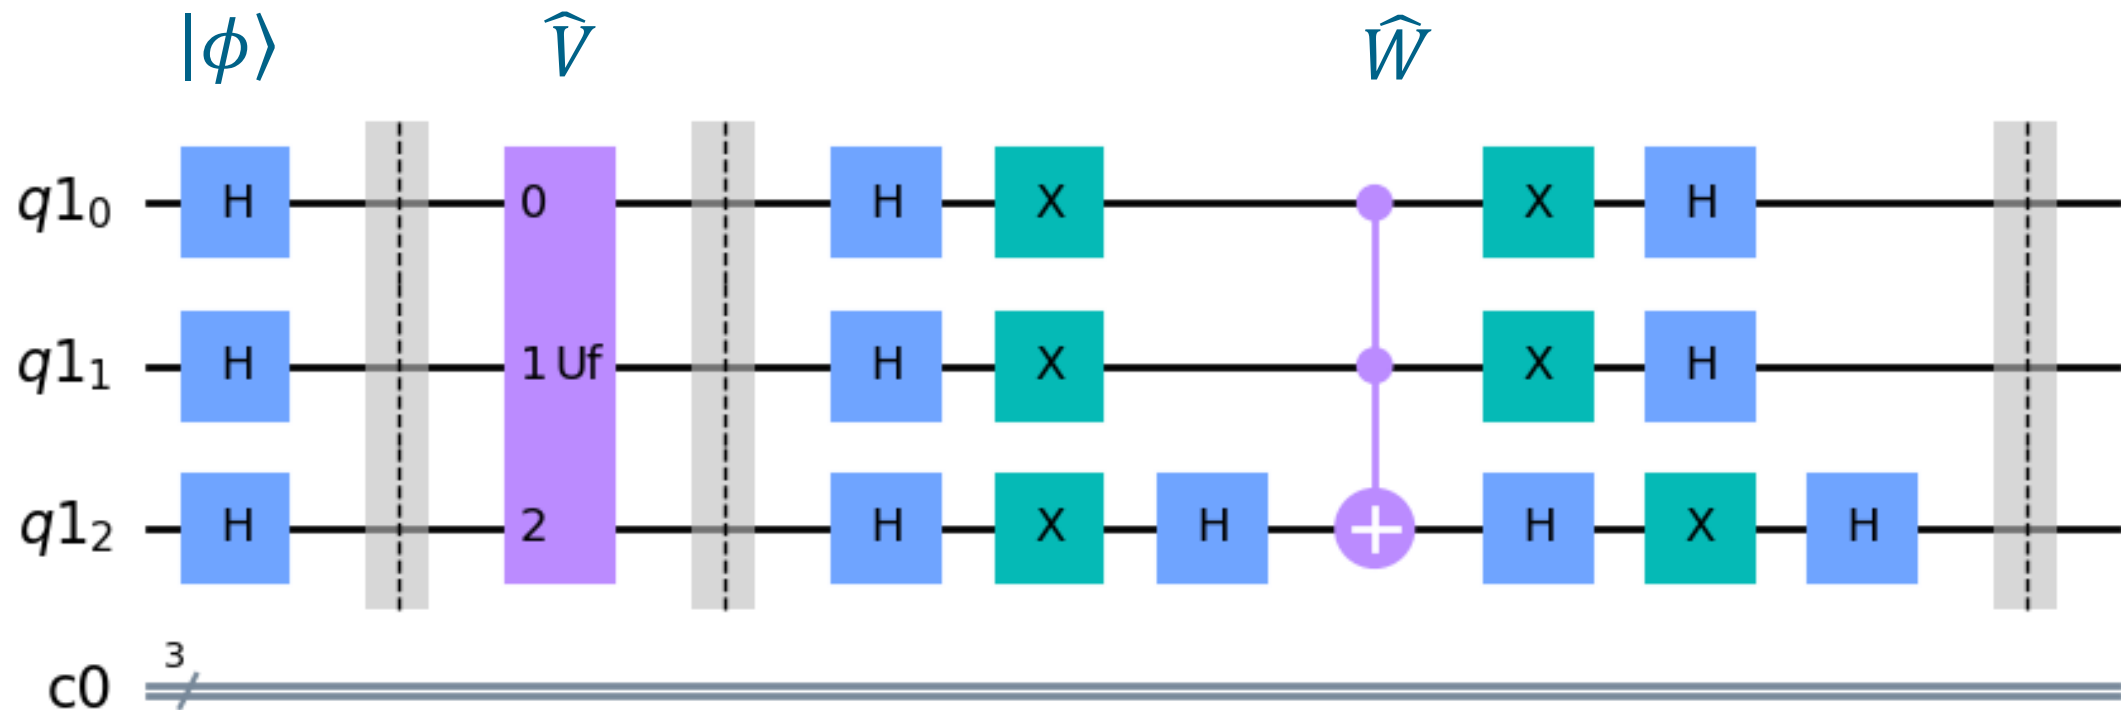 |ϕ⟩ V̂ Ŵ
q1₀ H 0 H X X H
q1₁ H 1 Uf H X X H
q1₂ H 2 H X H H X H
3
c0